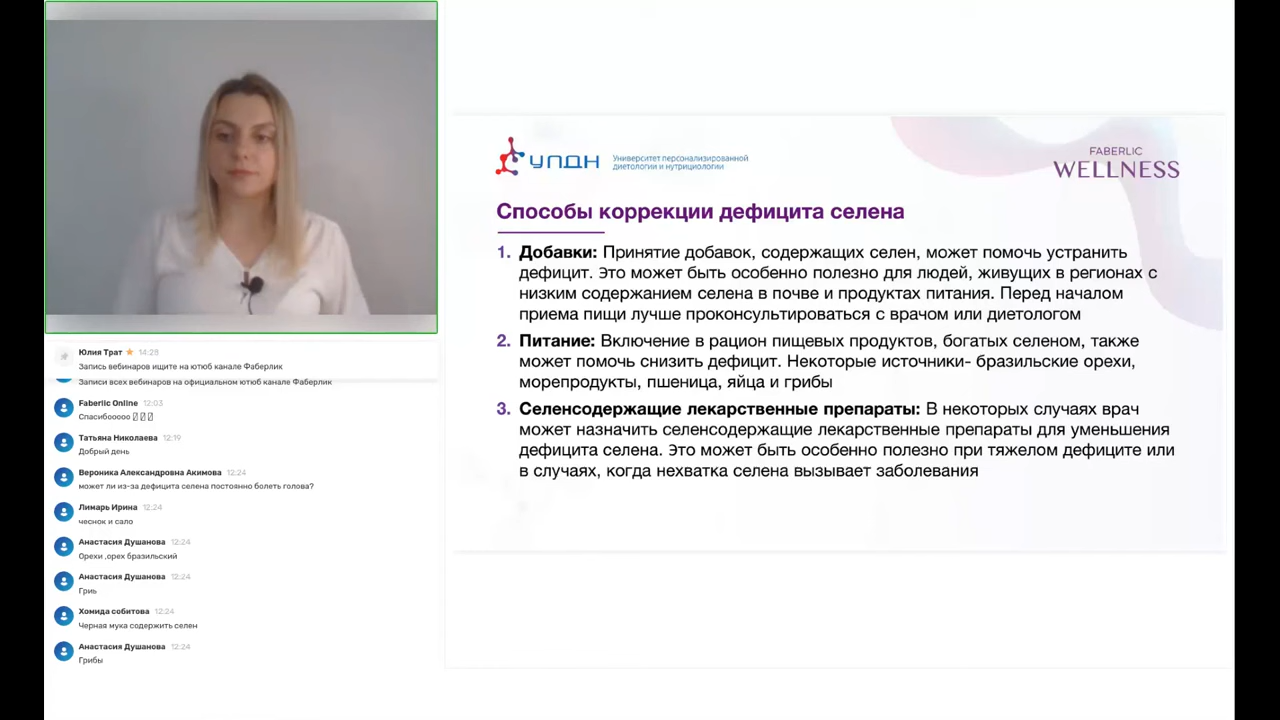 Юлия Трат 14:28
Запись вебинаров ищите на ютюб канале Фаберлик
Записи всех вебинаров на официальном ютюб канале Фаберлик
Faberlic Online 12:03
Спасибооооо
Татьяна Николаева 12:19
Добрый день
Вероника Александровна Акимова 12:24
может ли из-за дефицита селена постоянно болеть голова?
Лимарь Ирина 12:24
чеснок и сало
Анастасия Душанова 12:24
Орехи ,орех бразильский
Анастасия Душанова 12:24
Гриь
Хомида собитова 12:24
Черная мука содержить селен
Анастасия Душанова 12:24
Грибы
УПДН
Университет персонализированной
диетологии и нутрициологии
FABERLIC
WELLNESS
Способы коррекции дефицита селена
1. Добавки: Принятие добавок, содержащих селен, может помочь устранить
дефицит. Это может быть особенно полезно для людей, живущих в регионах с
низким содержанием селена в почве и продуктах питания. Перед началом
приема пищи лучше проконсультироваться с врачом или диетологом
2. Питание: Включение в рацион пищевых продуктов, богатых селеном, также
может помочь снизить дефицит. Некоторые источники- бразильские орехи,
морепродукты, пшеница, яйца и грибы
3. Селенсодержащие лекарственные препараты: В некоторых случаях врач
может назначить селенсодержащие лекарственные препараты для уменьшения
дефицита селена. Это может быть особенно полезно при тяжелом дефиците или
в случаях, когда нехватка селена вызывает заболевания